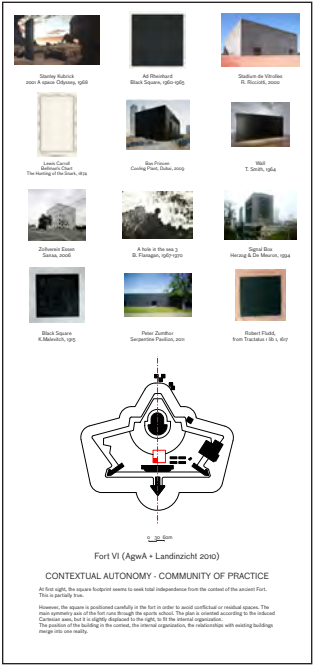 Stanley Kubrick
2001 A space Odyssey, 1968
Ad Rheinhard
Black Square, 1960-1965
Stadium de Vitrolles
R. Ricciotti, 2000
Lewis Carroll
Bellman's Chart
The Hunting of the Snark, 1874
Bas Princen
Cooling Plant, Dubai, 2009
Wall
T. Smith, 1964
Zollverein Essen
Sanaa, 2006
A hole in the sea 3
B. Flanagan, 1967-1970
Signal Box
Herzog & De Meuron, 1994
Black Square
K.Malevitch, 1915
Peter Zumthor
Serpentine Pavilion, 2011
Robert Fludd,
from Tractatus I lib 1, 1617
0 30 60m
Fort VI (AgwA + Landinzicht 2010)
CONTEXTUAL AUTONOMY - COMMUNITY OF PRACTICE
At first sight, the square footprint seems to seek total independence from the context of the ancient Fort.
This is partially true.
However, the square is positioned carefully in the fort in order to avoid conflictual or residual spaces. The
main symmetry axis of the fort runs through the sports school. The plan is oriented according to the induced
Cartesian axes, but it is slightly displaced to the right, to fit the internal organization.
The position of the building in the context, the internal organization, the relationships with existing buildings
merge into one reality.